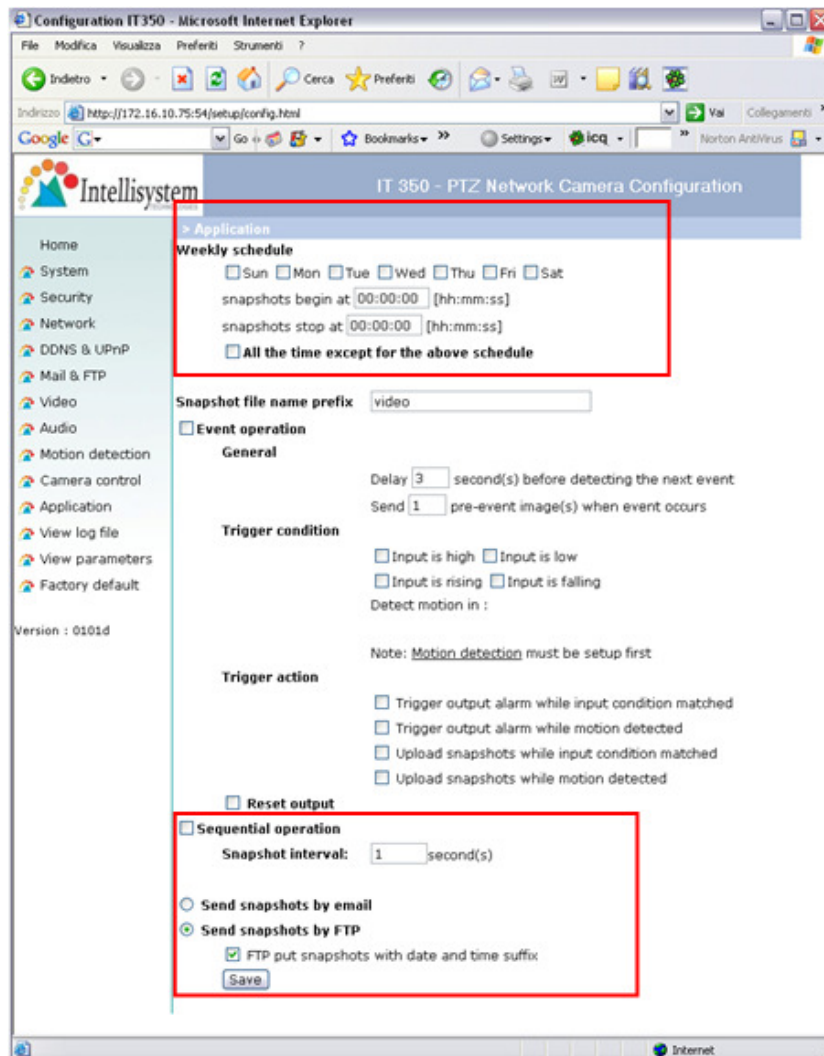 Configuration IT350 - Microsoft Internet Explorer
File Modifica Visualizza Preferiti Strumenti ?
Indietro Cerca Preferiti
Indirizzo http://172.16.10.75:54/setup/config.html Vai Collegamenti »
Google G Go Bookmarks » Settings icq » Norton AntiVirus
Intellisystem IT 350 - PTZ Network Camera Configuration
TECHNOLOGIES
> Application
Home
System
Security
Network
DDNS & UPnP
Mail & FTP
Video
Audio
Motion detection
Camera control
Application
View log file
View parameters
Factory default
Version : 0101d
Weekly schedule
Sun Mon Tue Wed Thu Fri Sat
snapshots begin at 00:00:00 [hh:mm:ss]
snapshots stop at 00:00:00 [hh:mm:ss]
All the time except for the above schedule
Snapshot file name prefix video
Event operation
General
Delay 3 second(s) before detecting the next event
Send 1 pre-event image(s) when event occurs
Trigger condition
Input is high Input is low
Input is rising Input is falling
Detect motion in :
Note: Motion detection must be setup first
Trigger action
Trigger output alarm while input condition matched
Trigger output alarm while motion detected
Upload snapshots while input condition matched
Upload snapshots while motion detected
Reset output
Sequential operation
Snapshot interval: 1 second(s)
Send snapshots by email
Send snapshots by FTP
FTP put snapshots with date and time suffix
Save
Internet